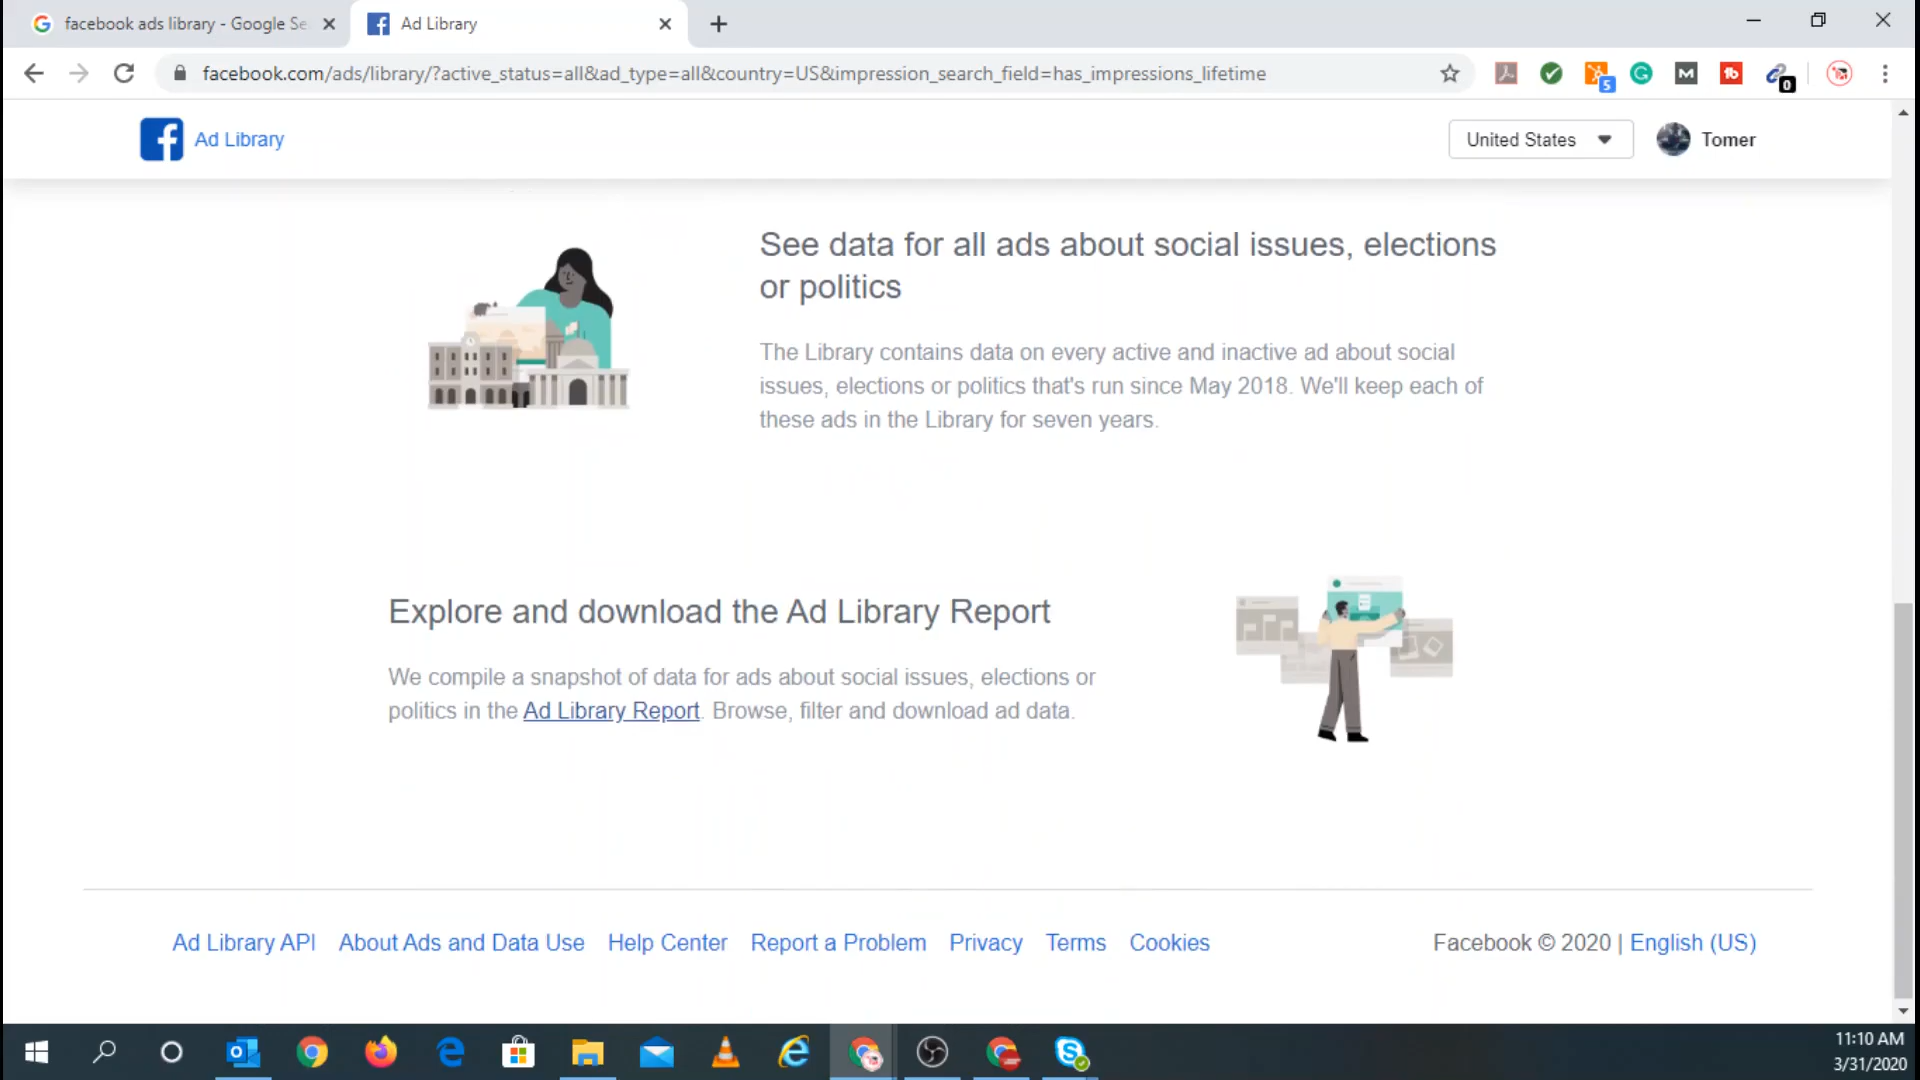 facebook ads library - Google Se
Ad Library
facebook.com/ads/library/?active_status=all&ad_type=all&country=US&impression_search_field=has_impressions_lifetime
5
0
Ad Library
United States
Tomer
See data for all ads about social issues, elections
or politics
The Library contains data on every active and inactive ad about social
issues, elections or politics that's run since May 2018. We'll keep each of
these ads in the Library for seven years.
Explore and download the Ad Library Report
We compile a snapshot of data for ads about social issues, elections or
politics in the Ad Library Report. Browse, filter and download ad data.
Ad Library API About Ads and Data Use Help Center Report a Problem Privacy Terms Cookies Facebook © 2020 | English (US)
11:10 AM
3/31/2020